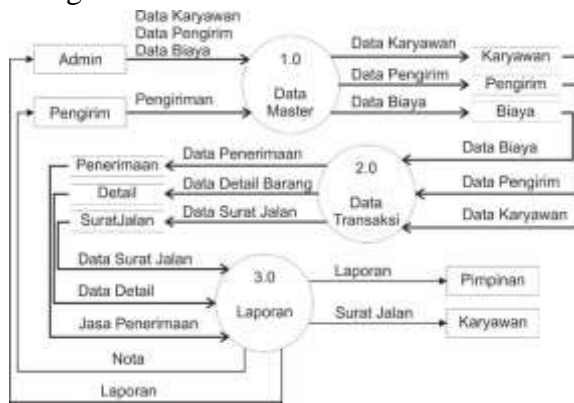 Data Karyawan
Data Pengirim
Data Biaya
Admin
1.0
Data
Master
Data Karyawan
Karyawan
Data Pengirim
Pengirim
Pengirim
Pengiriman
Data Biaya
Biaya
Data Biaya
Penerimaan
Data Penerimaan
2.0
Data
Transaksi
Detail
Data Detail Barang
Data Pengirim
SuratJalan
Data Surat Jalan
Data Karyawan
Data Surat Jalan
3.0
Laporan
Laporan
Pimpinan
Data Detail
Jasa Penerimaan
Surat Jalan
Karyawan
Nota
Laporan